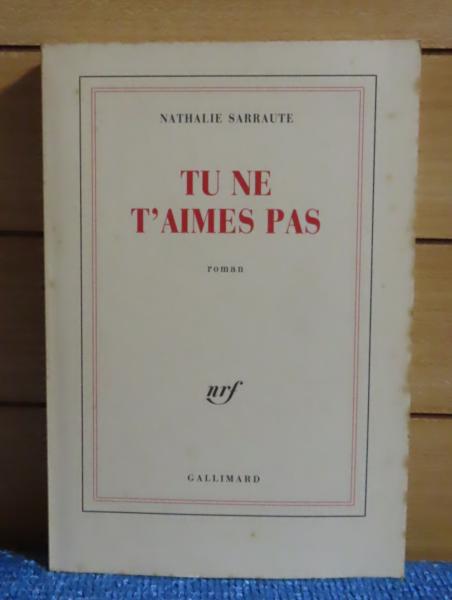 NATHALIE SARRAUTE
TU NE
T'AIMES PAS
roman
nrf
GALLIMARD